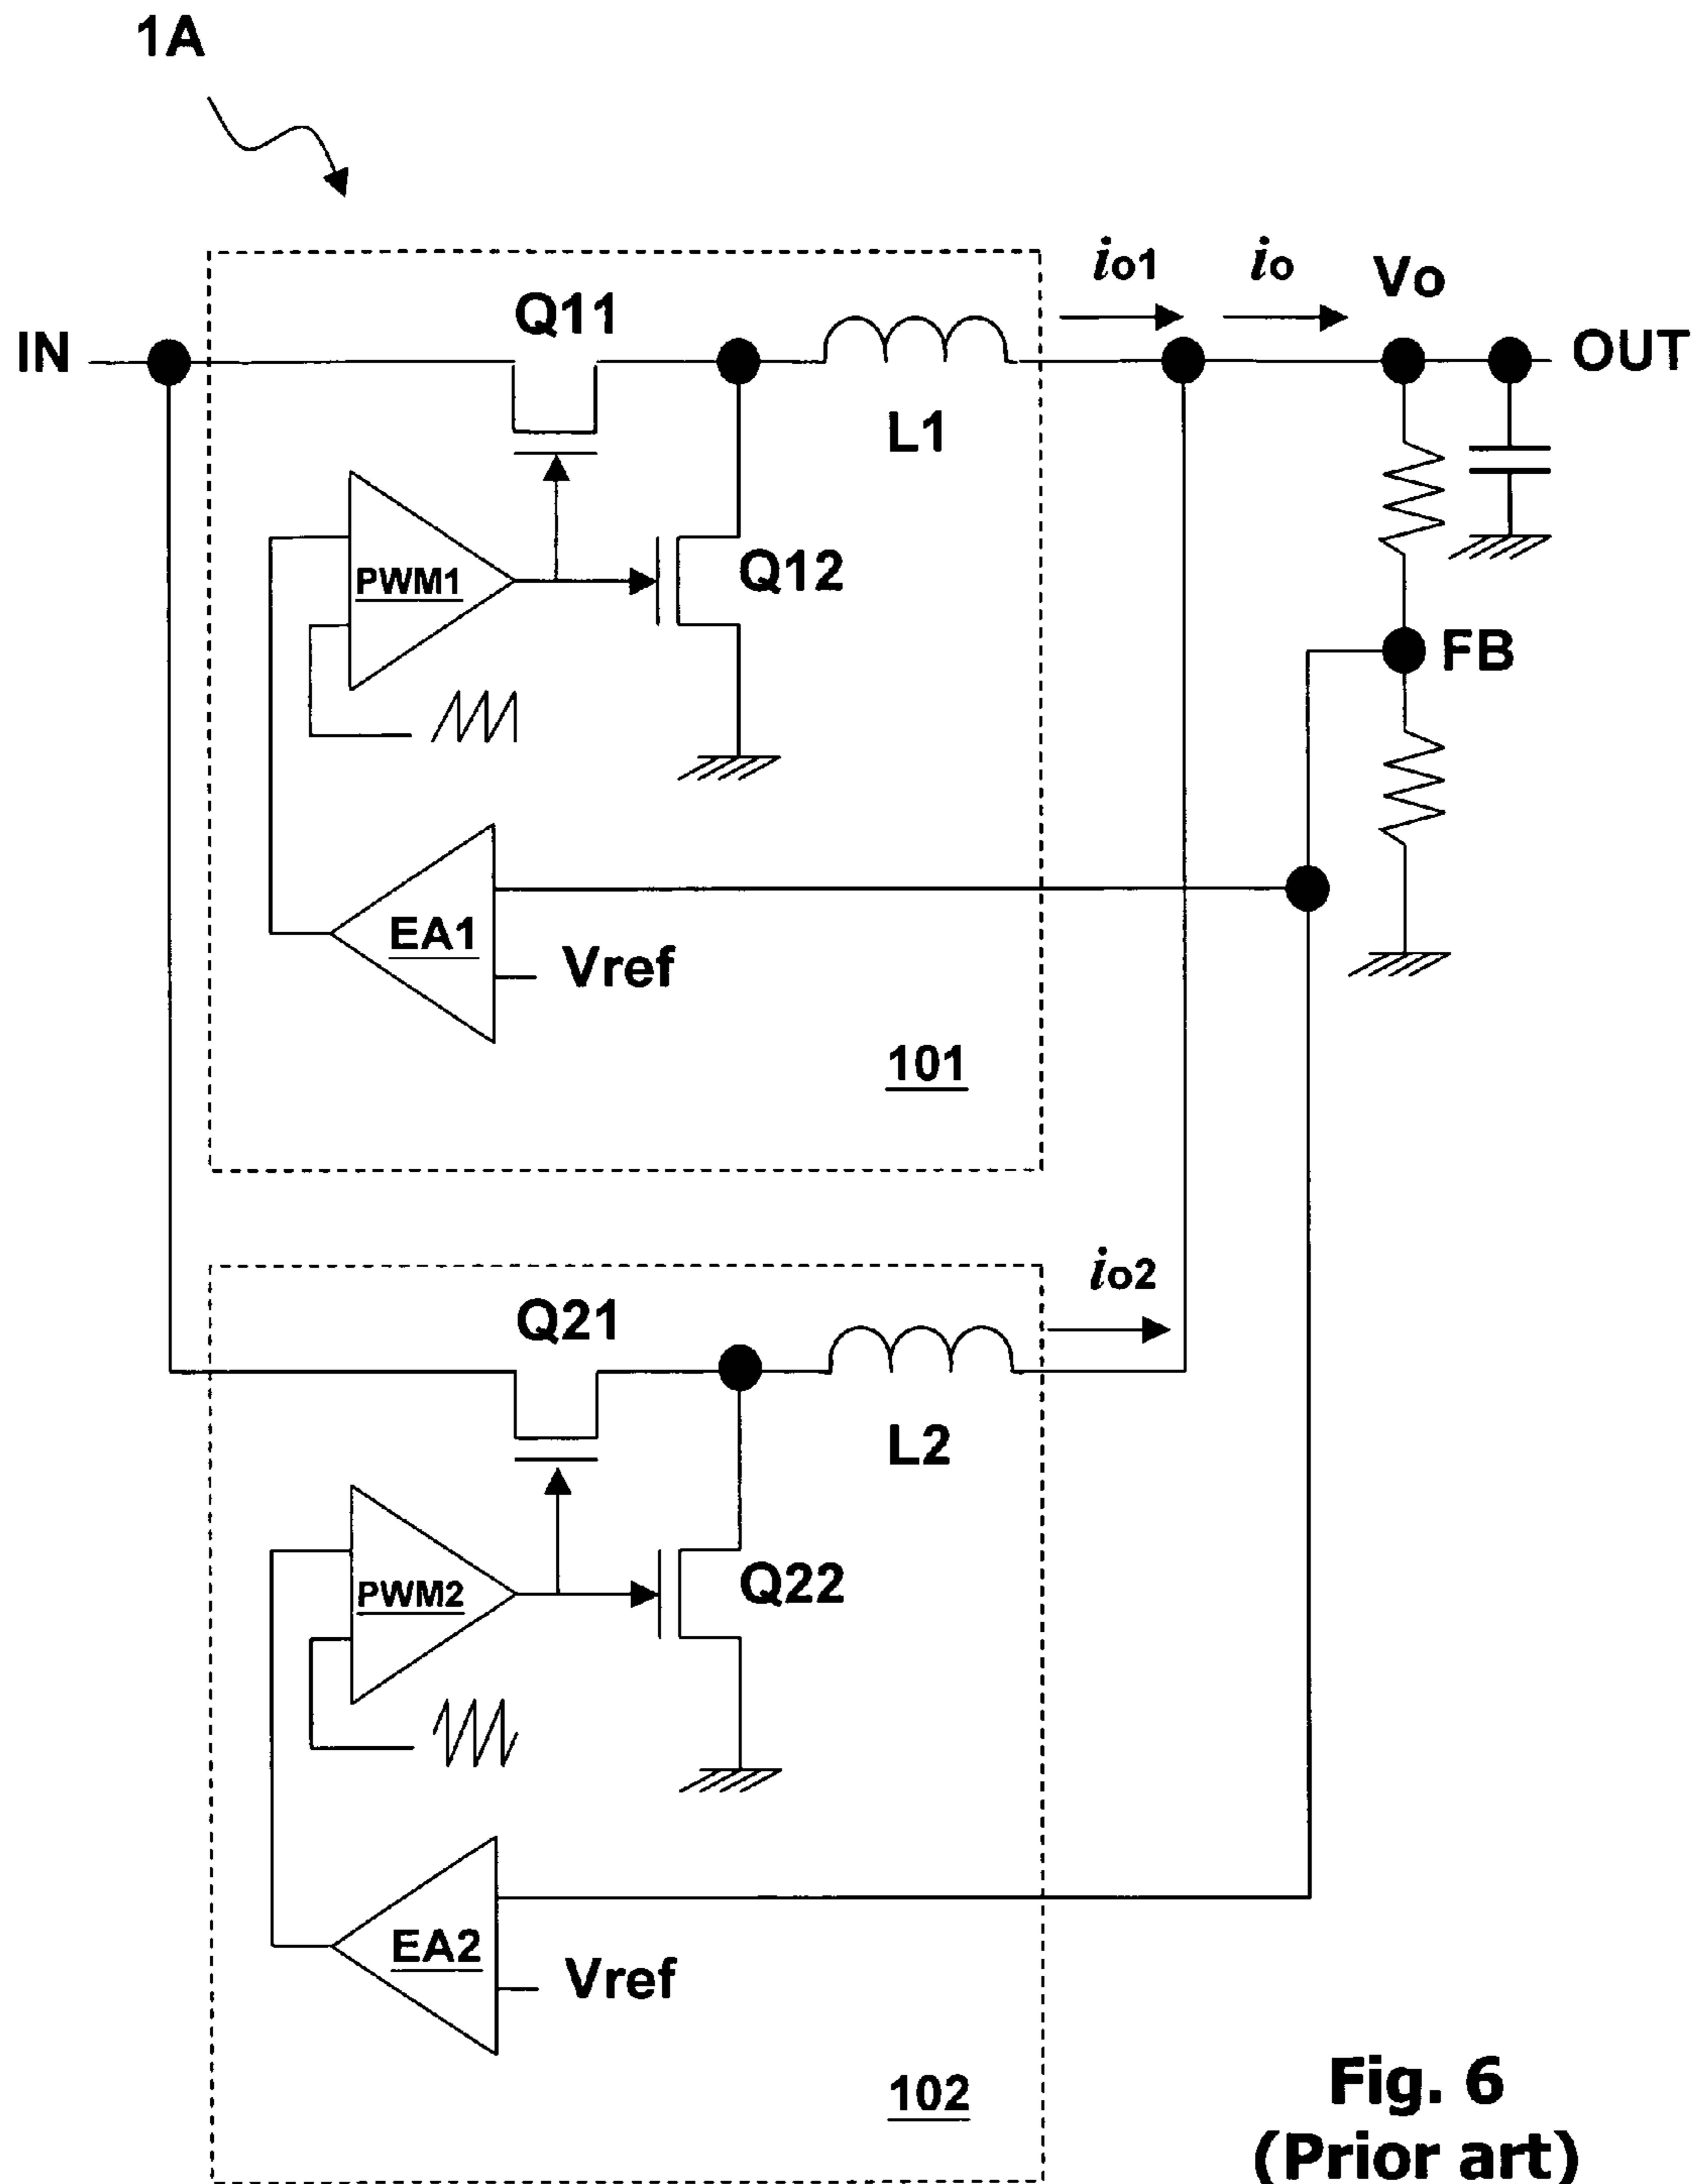 1A
io1
io
Vo
IN
Q11
OUT
L1
PWM1
Q12
FB
EA1
Vref
101
io2
Q21
L2
PWM2
Q22
EA2
Vref
102
Fig. 6
(Prior art)